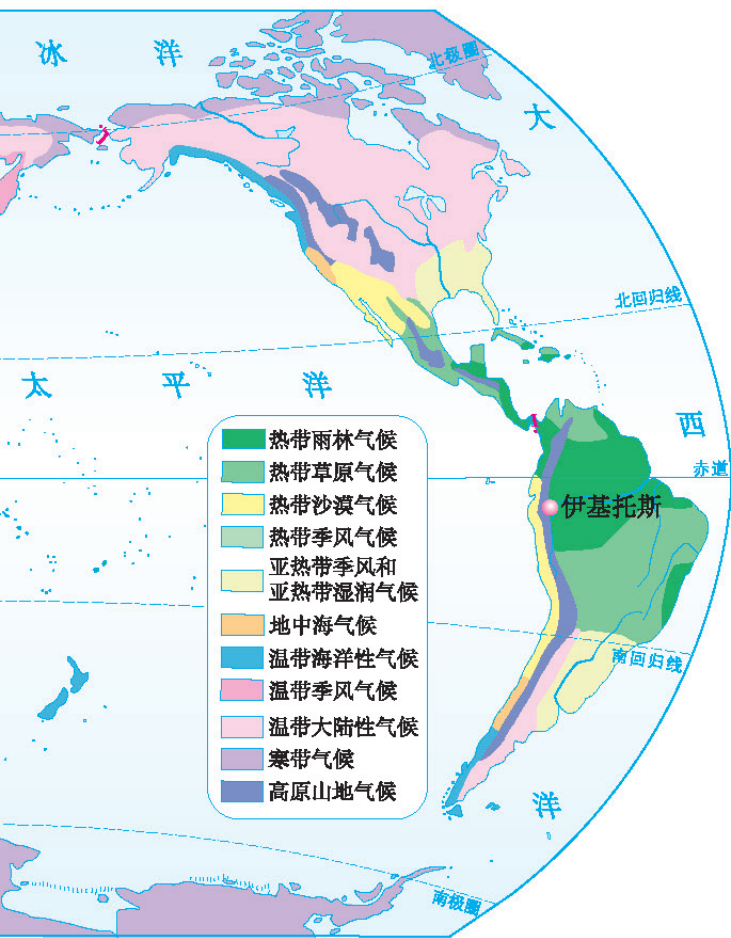 冰 洋
北极圈
大
北回归线
太 平 洋
西
赤道
热带雨林气候
热带草原气候
热带沙漠气候
热带季风气候
亚热带季风和
亚热带湿润气候
地中海气候
温带海洋性气候
温带季风气候
温带大陆性气候
寒带气候
高原山地气候
伊基托斯
南回归线
洋
南极圈